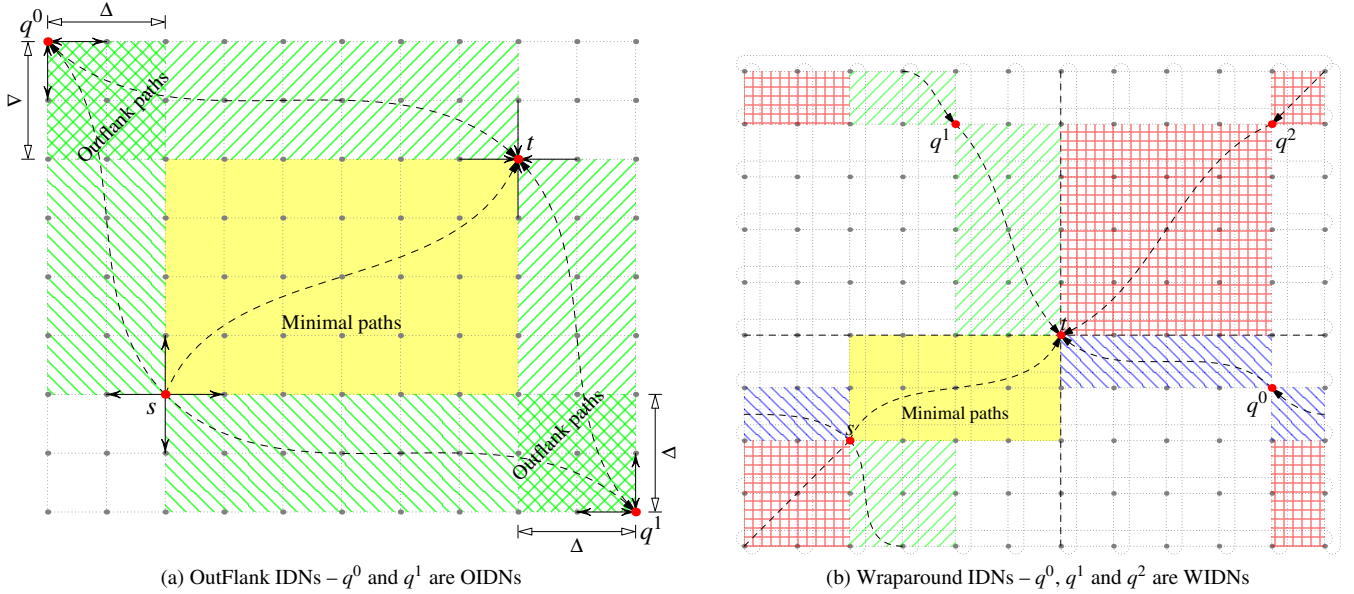 q⁰
Δ
∇
Outflank paths
t
Minimal paths
s
Outflank paths
Δ
Δ
q¹
(a) OutFlank IDNs – q⁰ and q¹ are OIDNs
q¹
q²
t
q⁰
Minimal paths
s
(b) Wraparound IDNs – q⁰, q¹ and q² are WIDNs